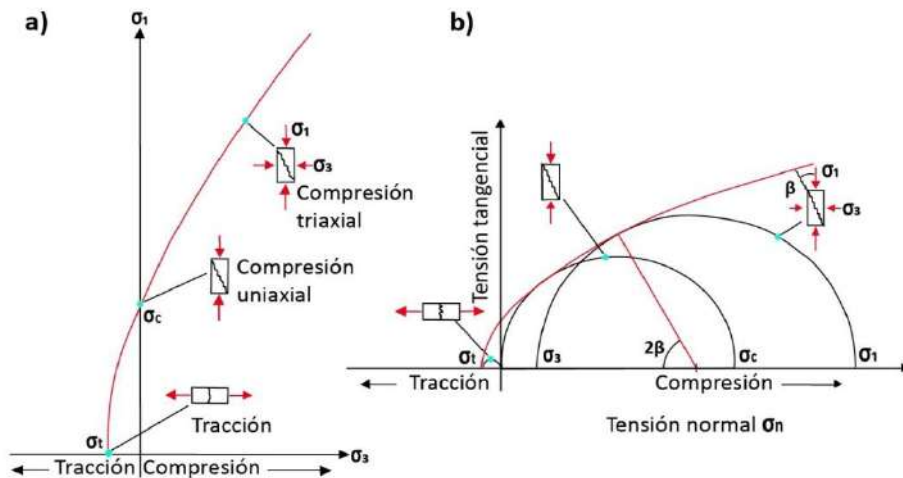 a)
σ1
σ1
σ3
Compresión
triaxial
Compresión
uniaxial
σc
σt
Tracción
Tracción Compresión
σ3
b)
Tensión tangencial
β
σ1
σ3
2β
σt
σ3
σc
σ1
Tracción
Compresión
Tensión normal σn